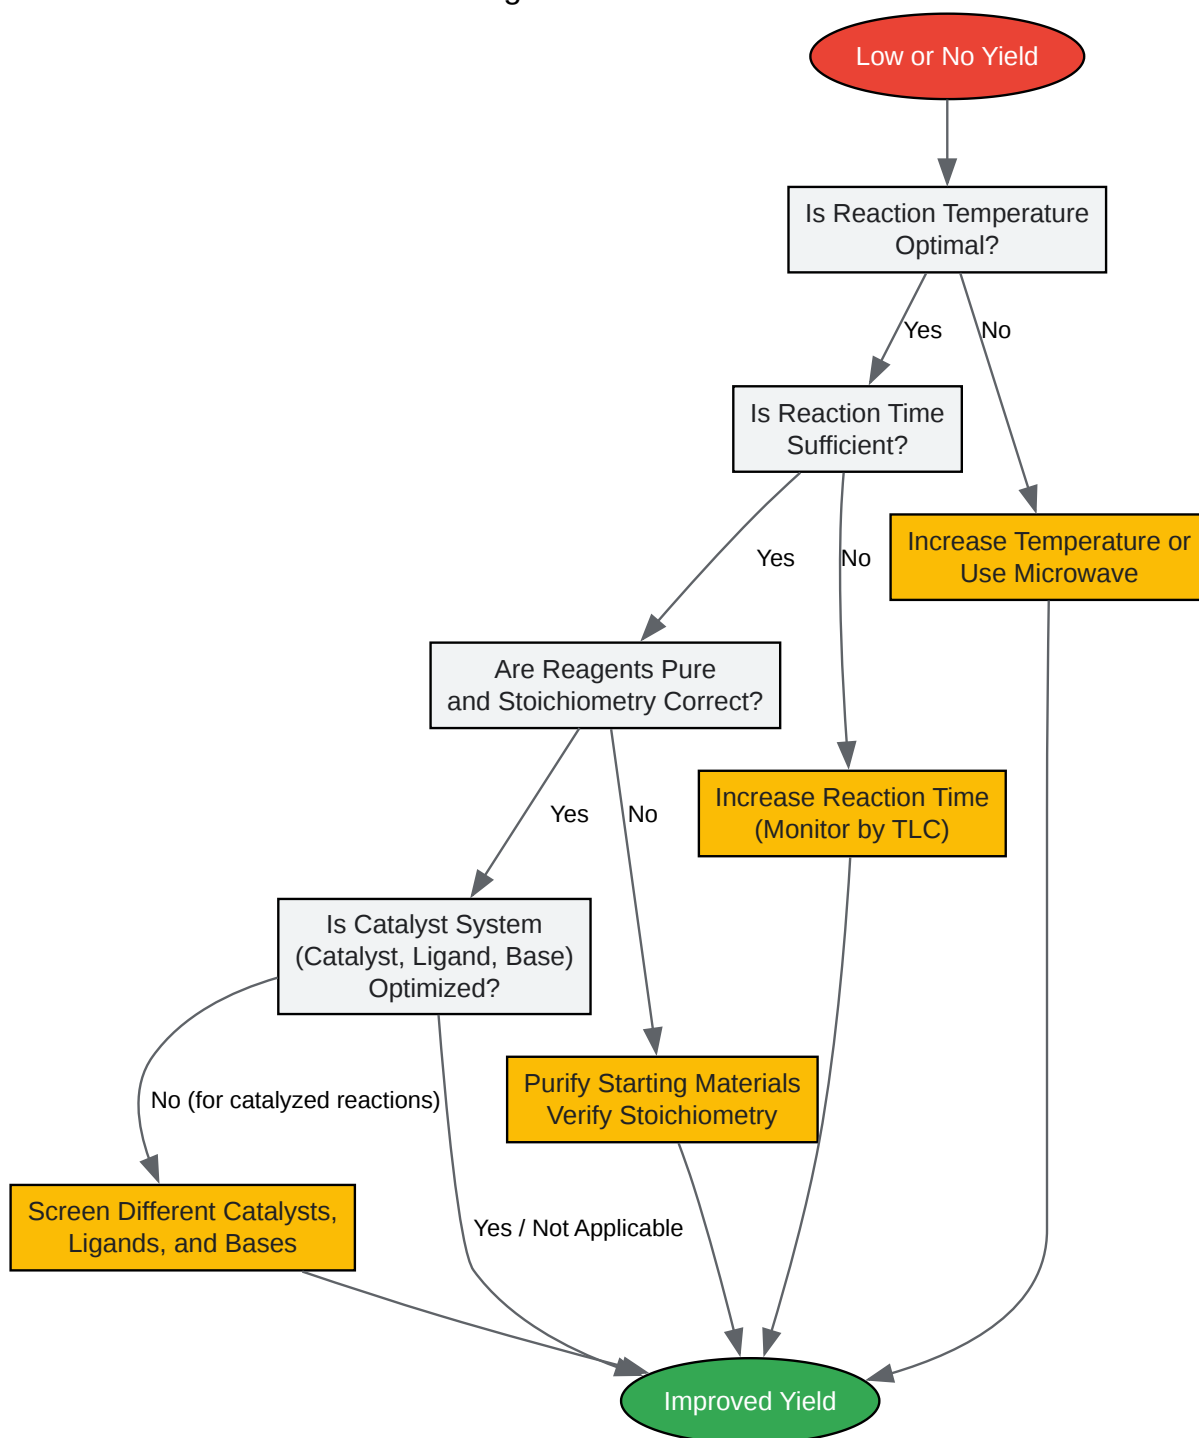 Low or No Yield
Is Reaction Temperature
Optimal?
Yes
No
Is Reaction Time
Sufficient?
Increase Temperature or
Use Microwave
Yes
No
Are Reagents Pure
and Stoichiometry Correct?
Increase Reaction Time
(Monitor by TLC)
Yes
No
Is Catalyst System
(Catalyst, Ligand, Base)
Optimized?
Purify Starting Materials
Verify Stoichiometry
No (for catalyzed reactions)
Screen Different Catalysts,
Ligands, and Bases
Yes / Not Applicable
Improved Yield